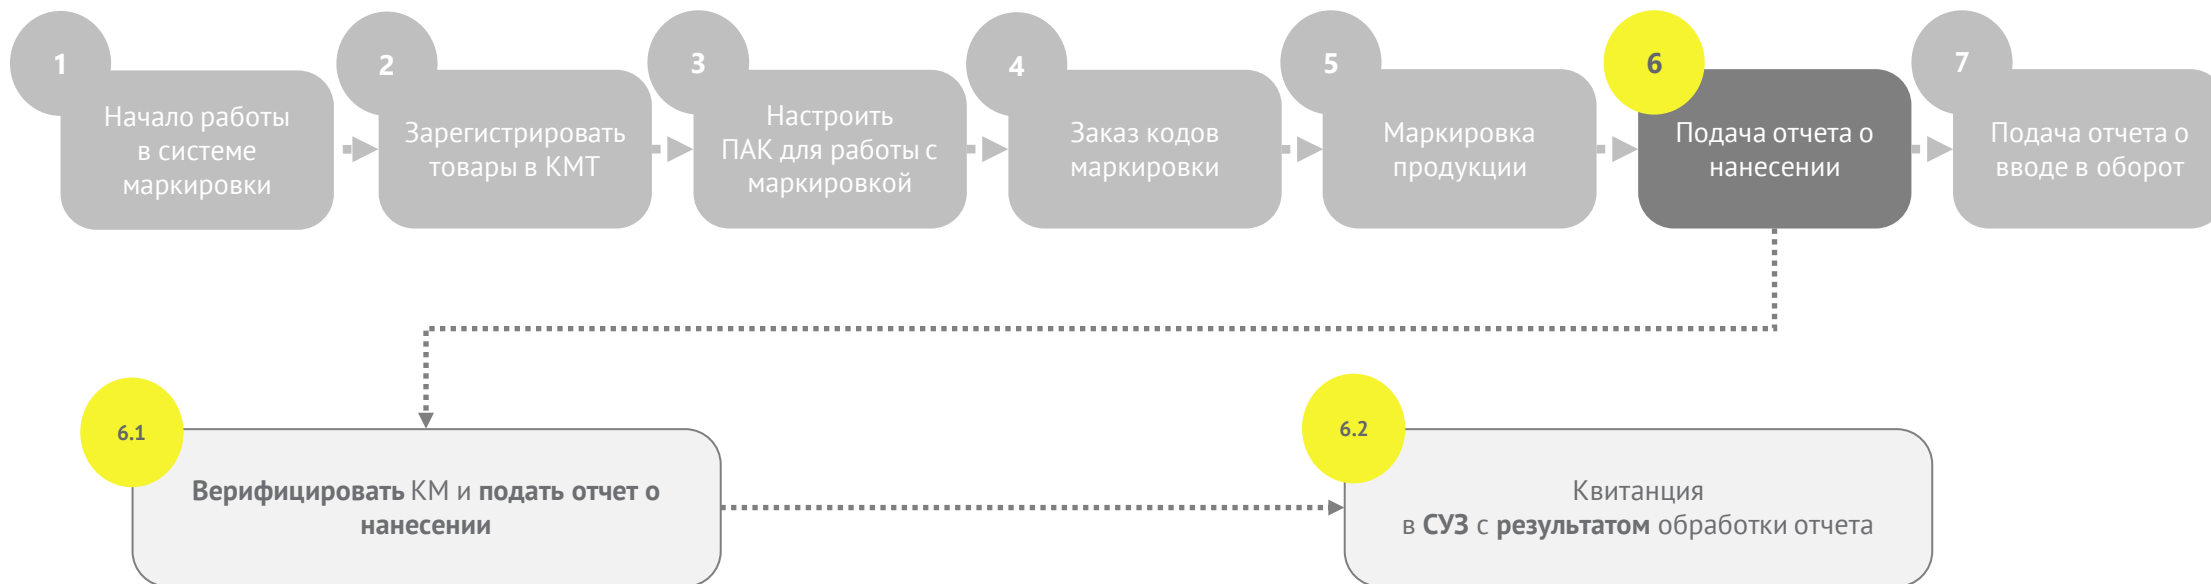 1
Начало работы
в системе
маркировки
2
Зарегистрировать
товары в КМТ
3
Настроить
ПАК для работы с
маркировкой
4
Заказ кодов
маркировки
5
Маркировка
продукции
6
Подача отчета о
нанесении
7
Подача отчета о
вводе в оборот
6.1
Верифицировать КМ и подать отчет о
нанесении
6.2
Квитанция
в СУЗ с результатом обработки отчета